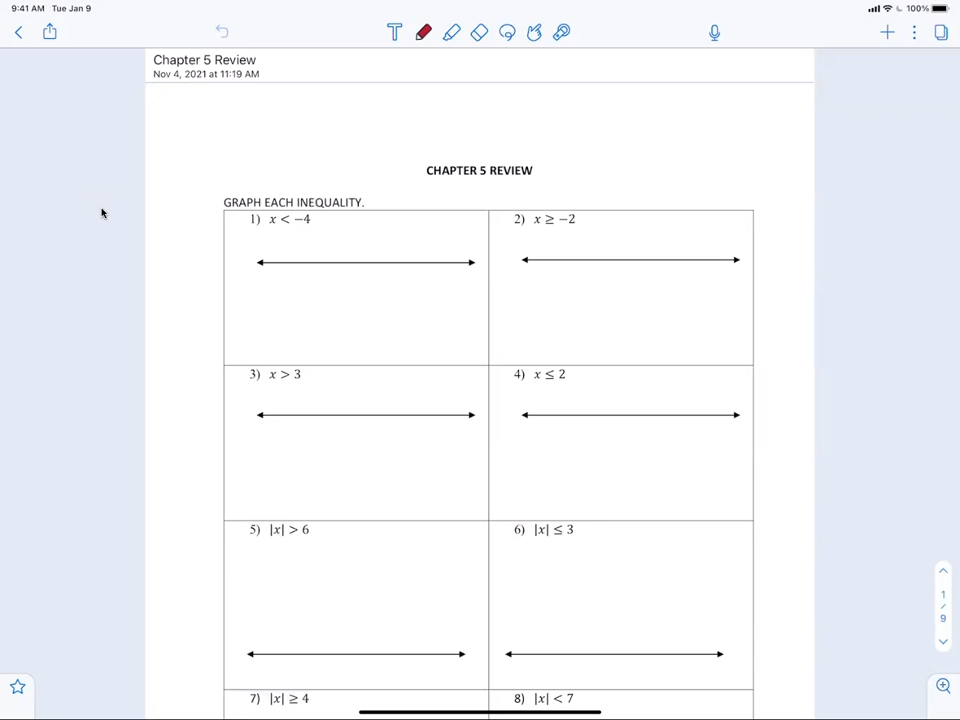 9:41 AM Tue Jan 9
100%
Chapter 5 Review
Nov 4, 2021 at 11:19 AM
CHAPTER 5 REVIEW
GRAPH EACH INEQUALITY.
1) x < −4
2) x ≥ −2
3) x > 3
4) x ≤ 2
5) |x| > 6
6) |x| ≤ 3
1
/
9
7) |x| ≥ 4
8) |x| < 7